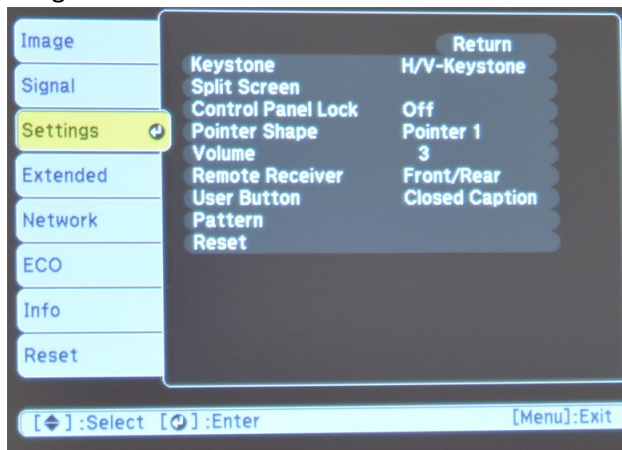 Image
Signal
Settings
Extended
Network
ECO
Info
Reset
Return
Keystone H/V-Keystone
Split Screen
Control Panel Lock Off
Pointer Shape Pointer 1
Volume 3
Remote Receiver Front/Rear
User Button Closed Caption
Pattern
Reset
[ ] :Select [ ] :Enter [Menu]:Exit